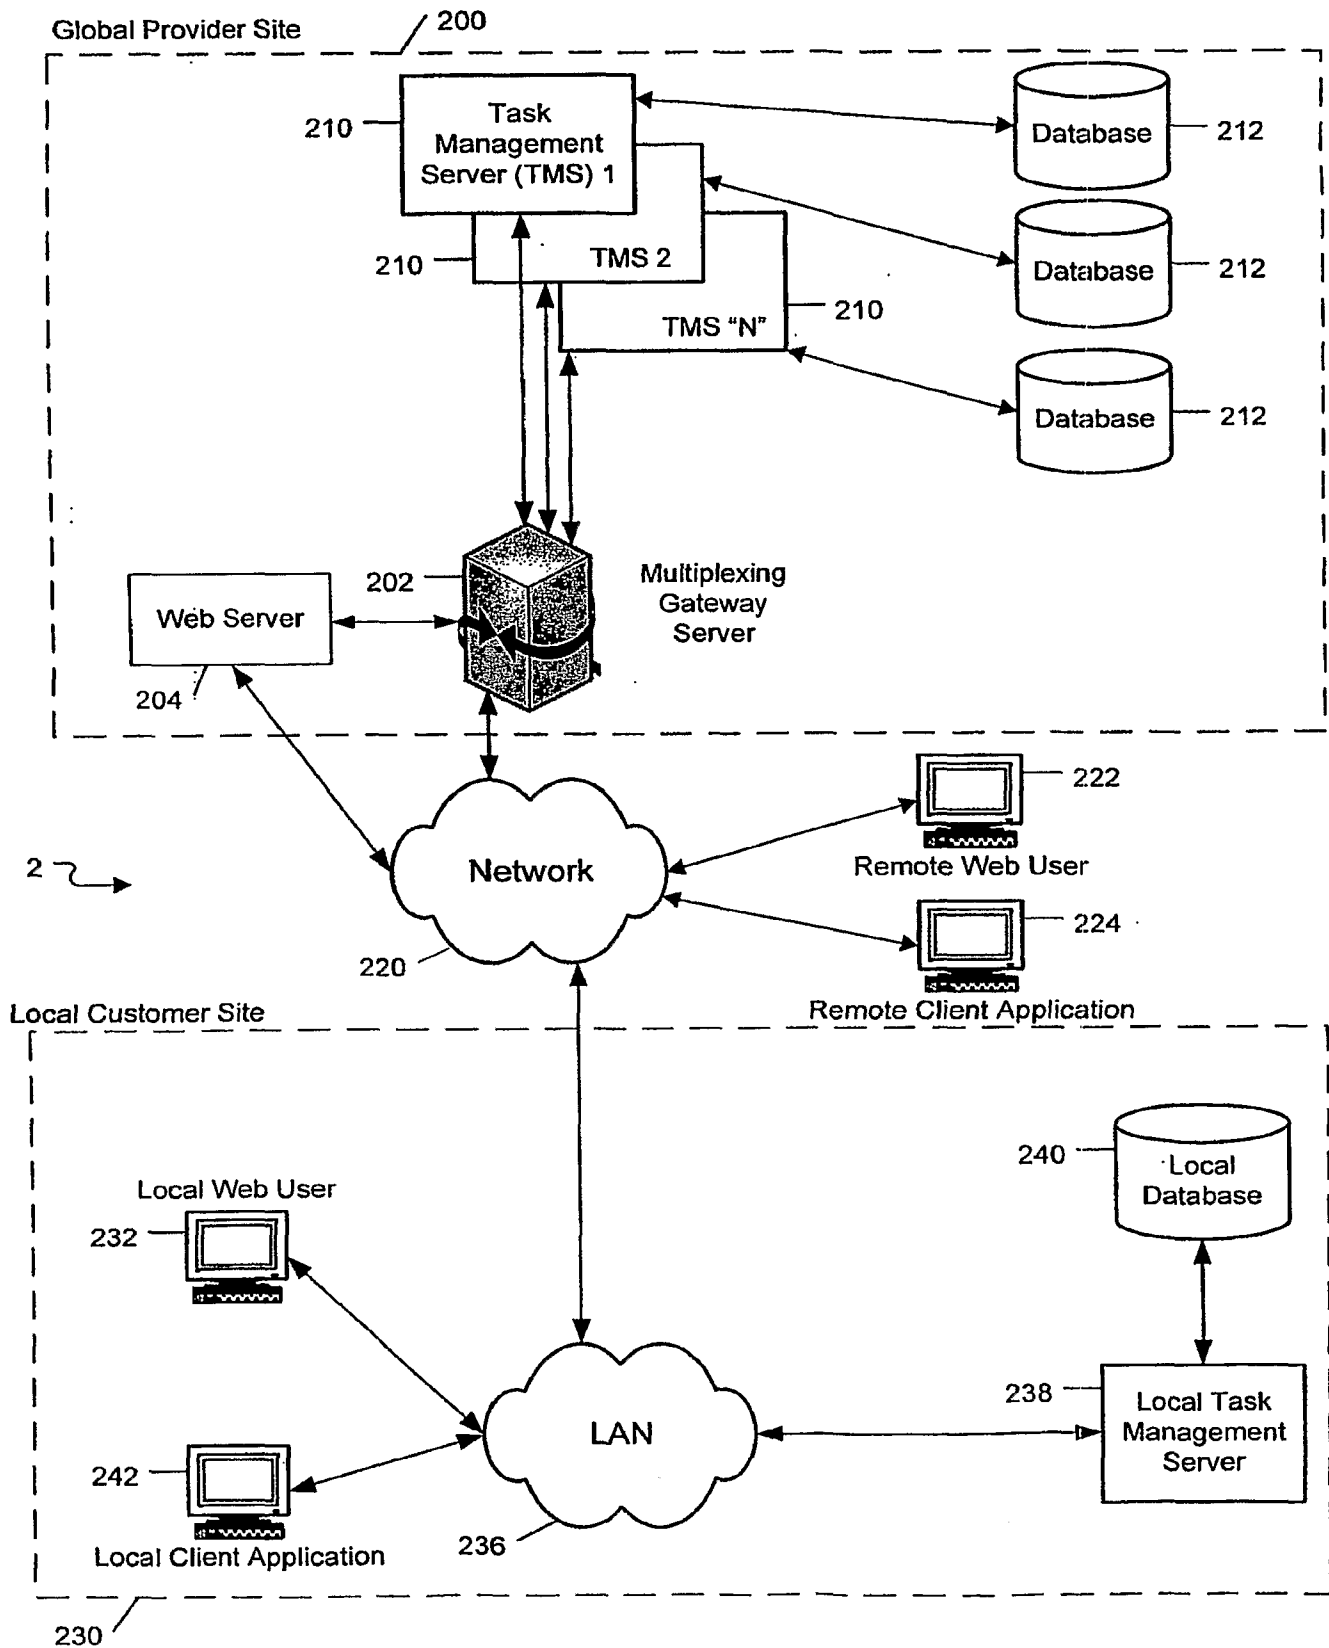 Global Provider Site
200
Task
Management
Server (TMS) 1
210
Database
212
TMS 2
210
Database
212
TMS “N”
210
Database
212
202
Multiplexing
Gateway
Server
Web Server
204
222
Remote Web User
Network
2
220
224
Remote Client Application
Local Customer Site
240
Local
Database
Local Web User
232
238
Local Task
Management
Server
LAN
242
236
Local Client Application
230